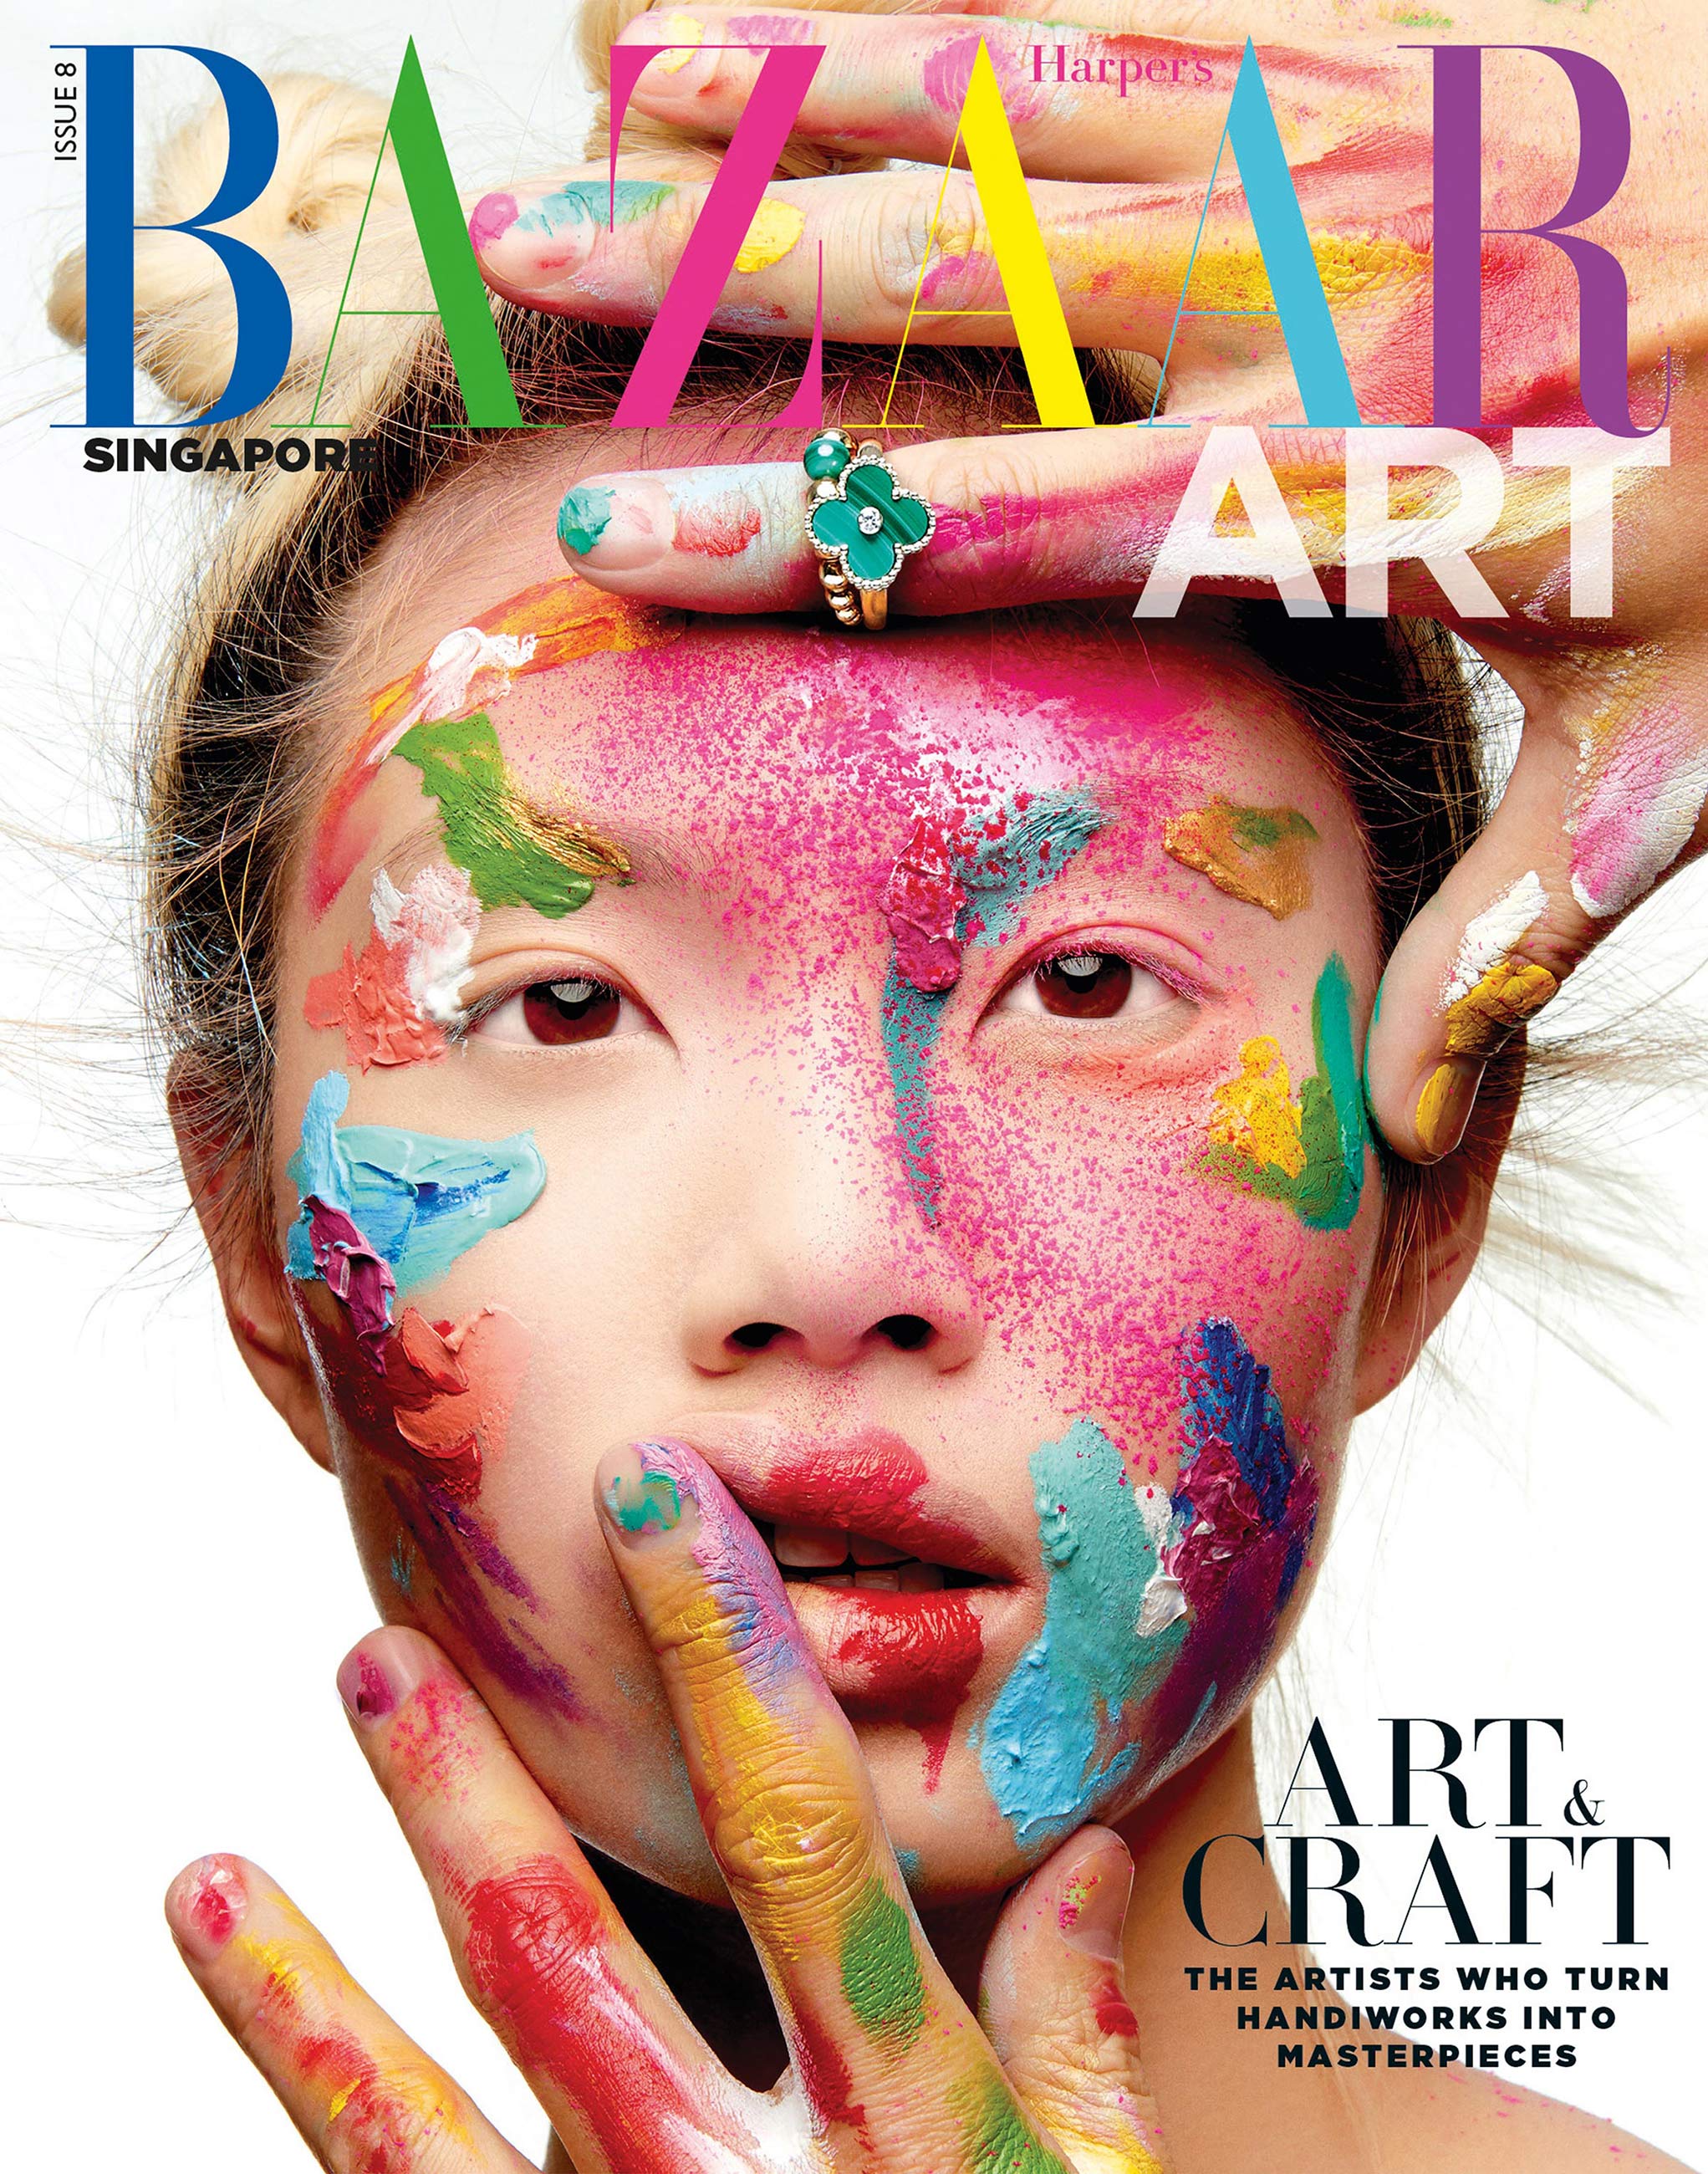 ISSUE 8
Harper's
BAZAAR
SINGAPORE
ART
ART &
CRAFT
THE ARTISTS WHO TURN
HANDIWORKS INTO
MASTERPIECES